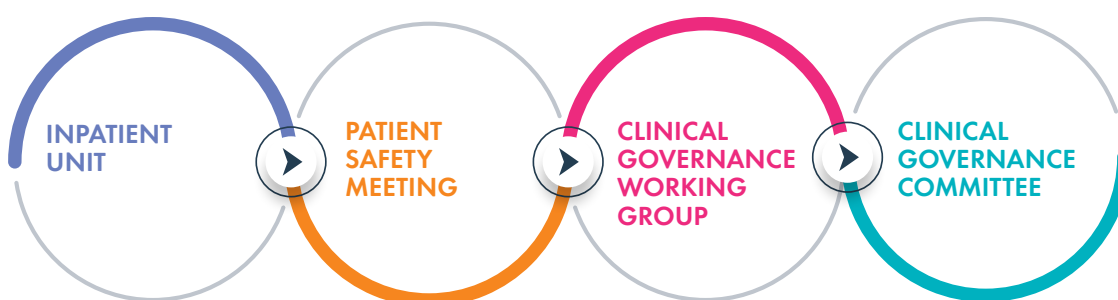 INPATIENT
UNIT
PATIENT
SAFETY
MEETING
CLINICAL
GOVERNANCE
WORKING
GROUP
CLINICAL
GOVERNANCE
COMMITTEE